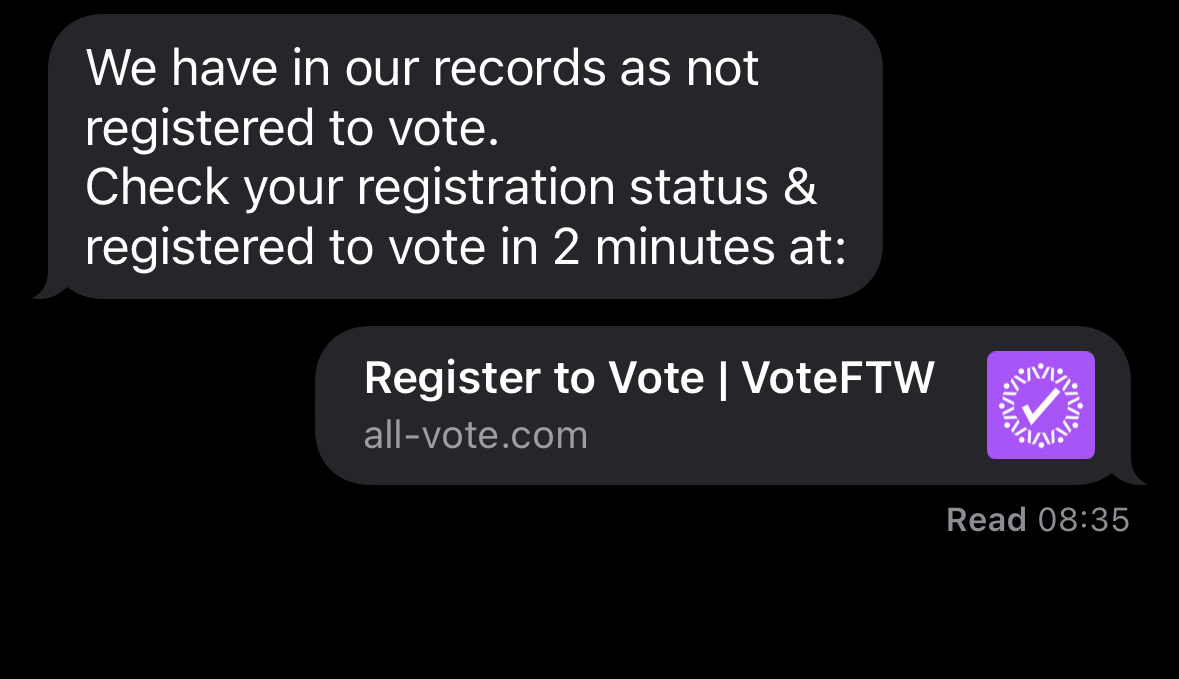 We have in our records as not
registered to vote.
Check your registration status &
registered to vote in 2 minutes at:
Register to Vote | VoteFTW
all-vote.com
Read 08:35